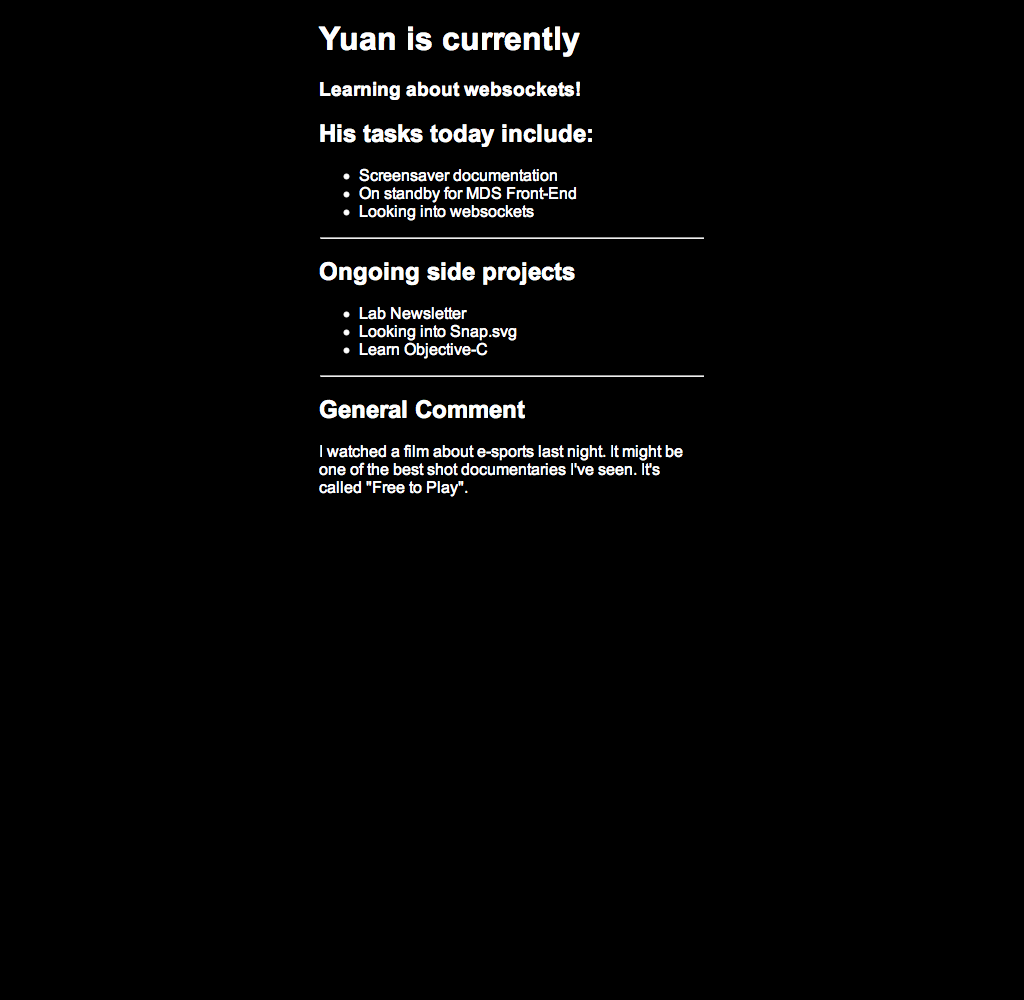 Yuan is currently
Learning about websockets!
His tasks today include:
• Screensaver documentation
• On standby for MDS Front-End
• Looking into websockets
Ongoing side projects
• Lab Newsletter
• Looking into Snap.svg
• Learn Objective-C
General Comment
I watched a film about e-sports last night. It might be
one of the best shot documentaries I've seen. It's
called "Free to Play".